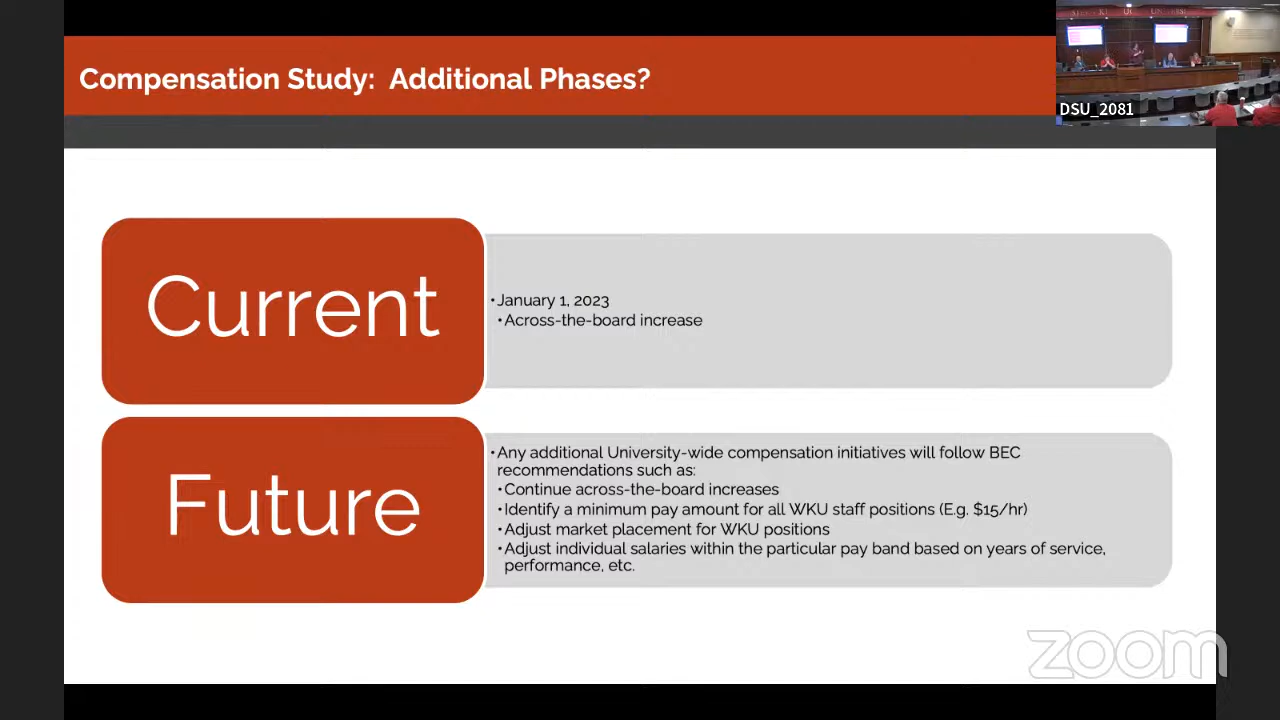 Compensation Study: Additional Phases?
DSU_2081
Current
•January 1, 2023
•Across-the-board increase
Future
•Any additional University-wide compensation initiatives will follow BEC
recommendations such as:
•Continue across-the-board increases
•Identify a minimum pay amount for all WKU staff positions (E.g. $15/hr)
•Adjust market placement for WKU positions
•Adjust individual salaries within the particular pay band based on years of service,
performance, etc.
zoom